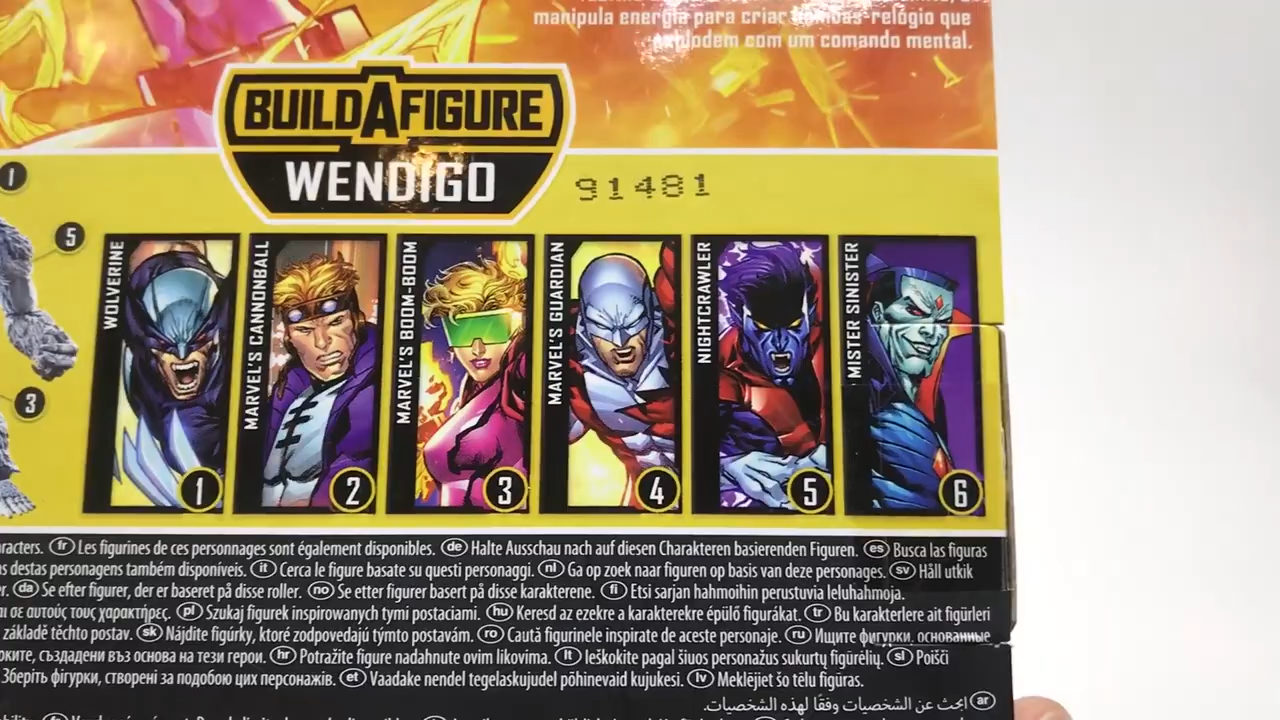 manipula energia para criar bombas-relógio que
explodem com um comando mental.
BUILD A FIGURE
WENDIGO
91481
1
5
3
WOLVERINE
1
MARVEL'S CANNONBALL
2
MARVEL'S BOOM-BOOM
3
MARVEL'S GUARDIAN
4
NIGHTCRAWLER
5
MISTER SINISTER
6
racters. fr Les figurines de ces personnages sont également disponibles. de Halte Ausschau nach auf diesen Charakteren basierenden Figuren. es Busca las figuras
s destas personagens também disponíveis. it Cerca le figure basate su questi personaggi. nl Ga op zoek naar figuren op basis van deze personages. sv Håll utkik
r. da Se efter figurer, der er baseret på disse roller. no Se etter figurer basert på disse karakterene. fi Etsi sarjan hahmoihin perustuvia leluhahmoja.
αι σε αυτούς τους χαρακτήρες. pl Szukaj figurek inspirowanych tymi postaciami. hu Keresd az ezekre a karakterekre épülő figurákat. tr Bu karakterlere ait figürleri
základě těchto postav. sk Nájdite figúrky, ktoré zodpovedajú týmto postavám. ro Caută figurinele inspirate de aceste personaje. ru Ищите фигурки, основанные
рките, създадени въз основа на тези герои. hr Potražite figure nadahnute ovim likovima. lt Ieškokite pagal šiuos personažus sukurtų figūrėlių. sl Poišči
Зберіть фігурки, створені за подобою цих персонажів. et Vaadake nendel tegelaskujudel põhinevaid kujukesi. lv Meklējiet šo tēlu figūras.
ar ابحث عن الشخصيات وفقًا لهذه الشخصيات.